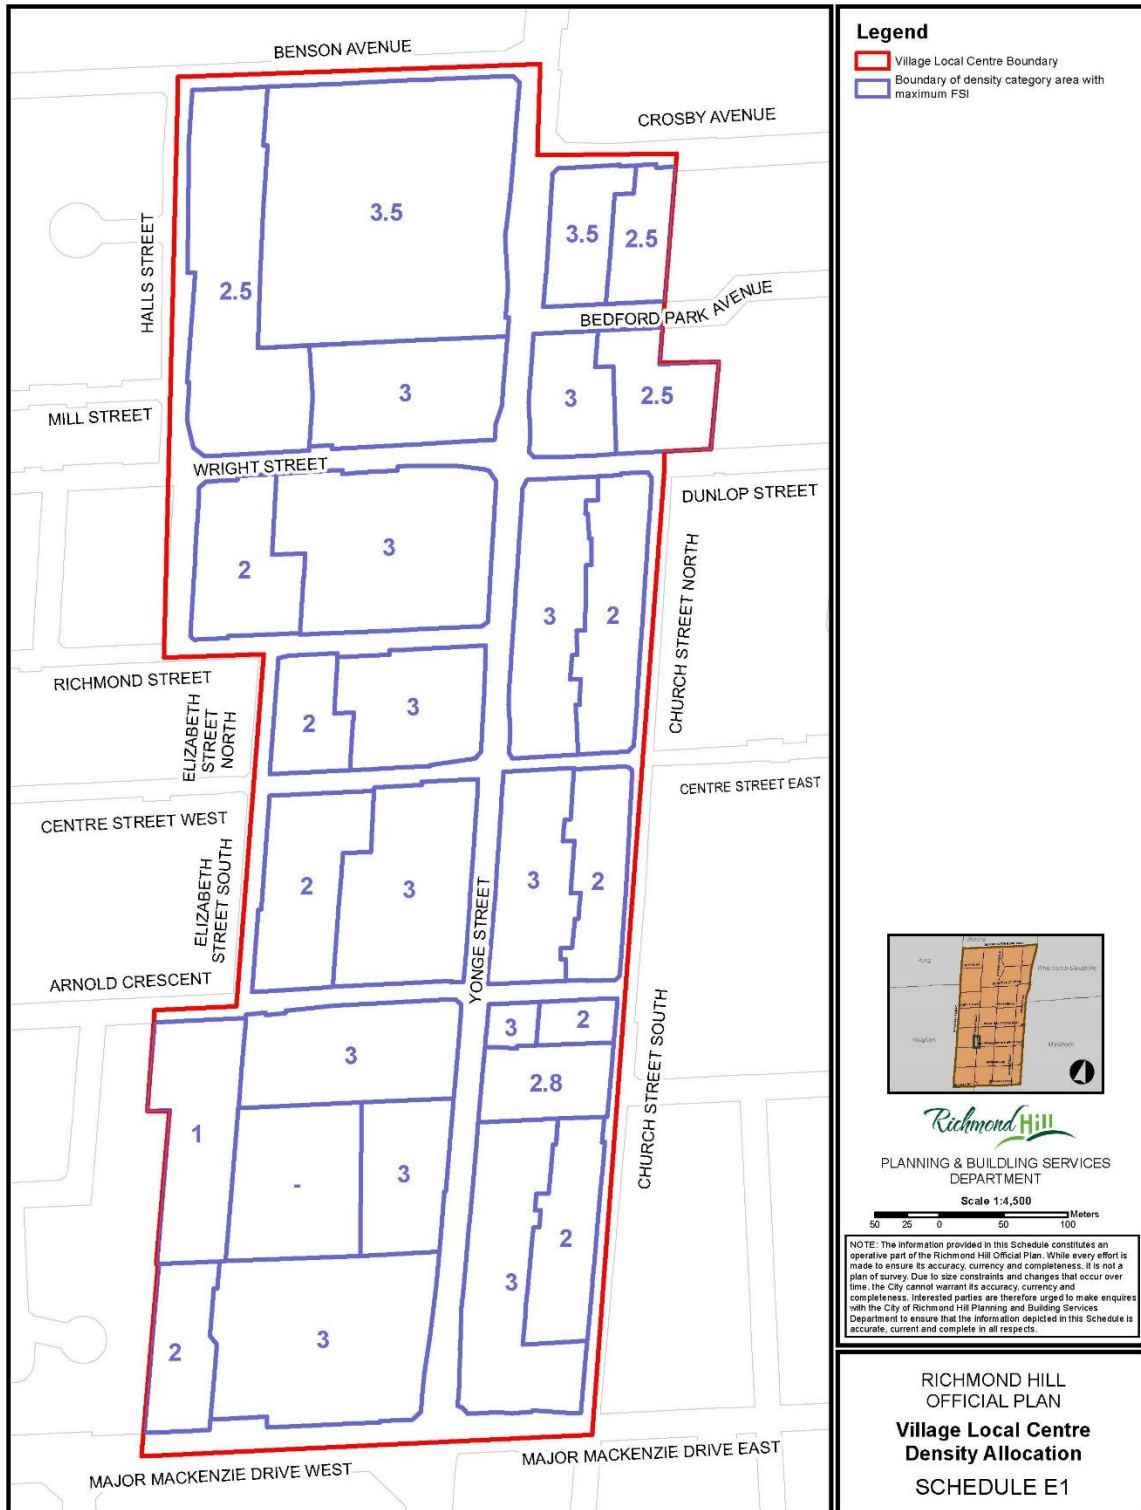 BENSON AVENUE
CROSBY AVENUE
HALLS STREET
3.5
3.5
2.5
2.5
BEDFORD PARK AVENUE
3
3
2.5
MILL STREET
WRIGHT STREET
DUNLOP STREET
2
3
3
2
CHURCH STREET NORTH
RICHMOND STREET
ELIZABETH
STREET
NORTH
2
3
CENTRE STREET WEST
CENTRE STREET EAST
ELIZABETH
STREET SOUTH
2
3
YONGE STREET
3
2
ARNOLD CRESCENT
3
3
2
2.8
CHURCH STREET SOUTH
1
-
3
2
3
2
3
MAJOR MACKENZIE DRIVE WEST
MAJOR MACKENZIE DRIVE EAST
Legend
Village Local Centre Boundary
Boundary of density category area with
maximum FSI
King
Vaughan
Markham
Richmond Hill
PLANNING & BUILDLING SERVICES
DEPARTMENT
Scale 1:4,500
Meters
50 25 0 50 100
NOTE: The information provided in this Schedule constitutes an
operative part of the Richmond Hill Official Plan. While every effort is
made to ensure its accuracy, currency and completeness, it is not a
plan of survey. Due to size constraints and changes that occur over
time, the City cannot warrant its accuracy, currency and
completeness. Interested parties are therefore urged to make enquires
with the City of Richmond Hill Planning and Building Services
Department to ensure that the information depicted in this Schedule is
accurate, current and complete in all respects.
RICHMOND HILL
OFFICIAL PLAN
Village Local Centre
Density Allocation
SCHEDULE E1